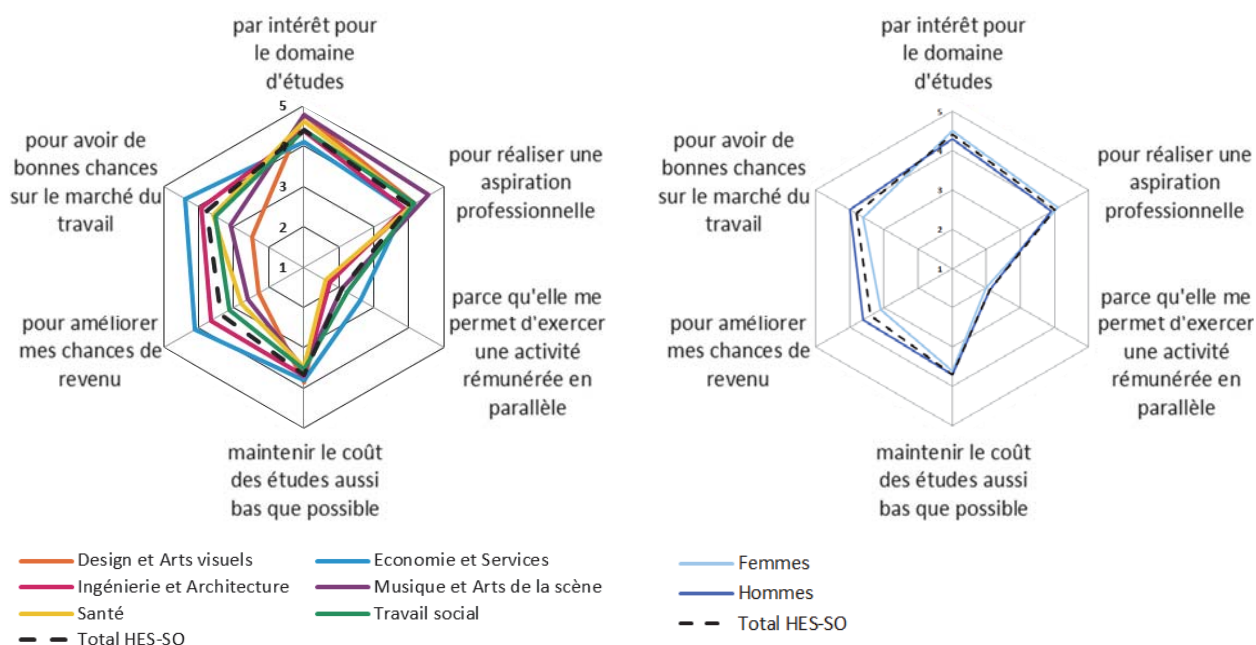 par intérêt pour
le domaine
d'études
pour réaliser une
aspiration
professionnelle
parce qu'elle me
permet d'exercer
une activité
rémunérée en
parallèle
maintenir le coût
des études aussi
bas que possible
pour améliorer
mes chances de
revenu
pour avoir de
bonnes chances
sur le marché du
travail
5
3
2
1
Design et Arts visuels
Economie et Services
Ingénierie et Architecture
Musique et Arts de la scène
Santé
Travail social
Total HES-SO
par intérêt pour
le domaine
d'études
pour réaliser une
aspiration
professionnelle
parce qu'elle me
permet d'exercer
une activité
rémunérée en
parallèle
maintenir le coût
des études aussi
bas que possible
pour améliorer
mes chances de
revenu
pour avoir de
bonnes chances
sur le marché du
travail
5
4
3
2
1
Femmes
Hommes
Total HES-SO